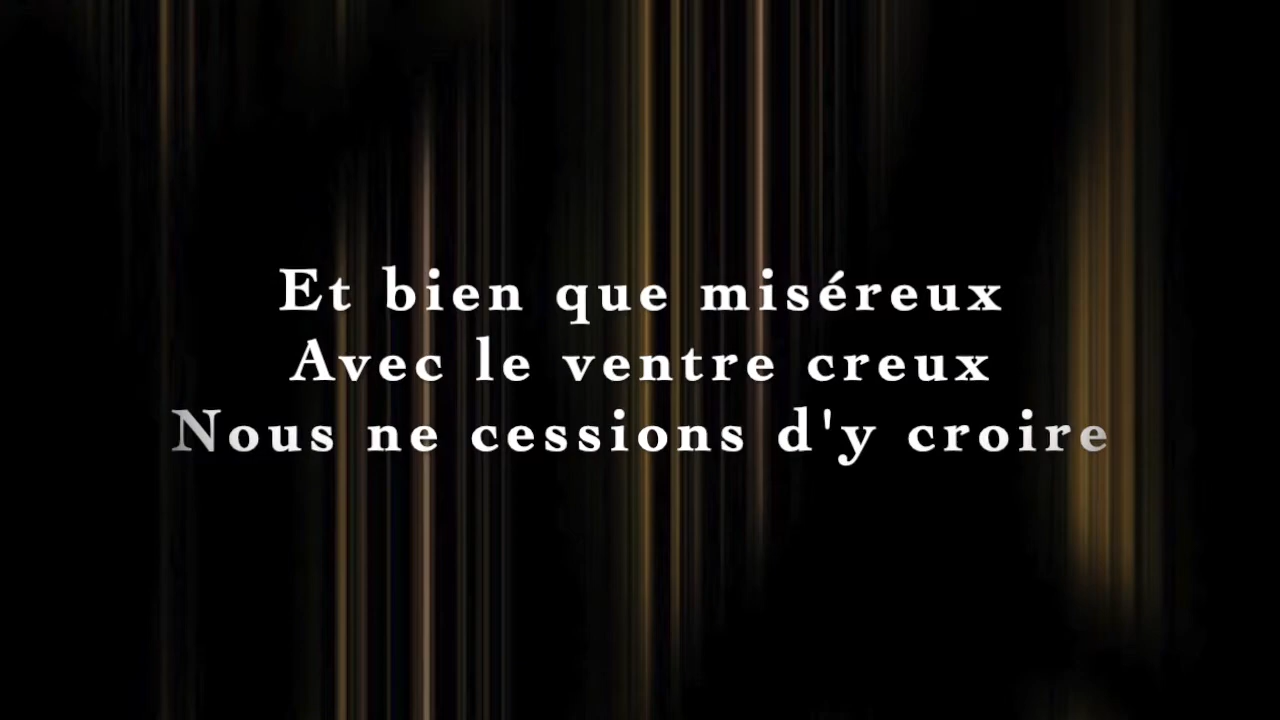 Et bien que miséreux
Avec le ventre creux
Nous ne cessions d'y croire